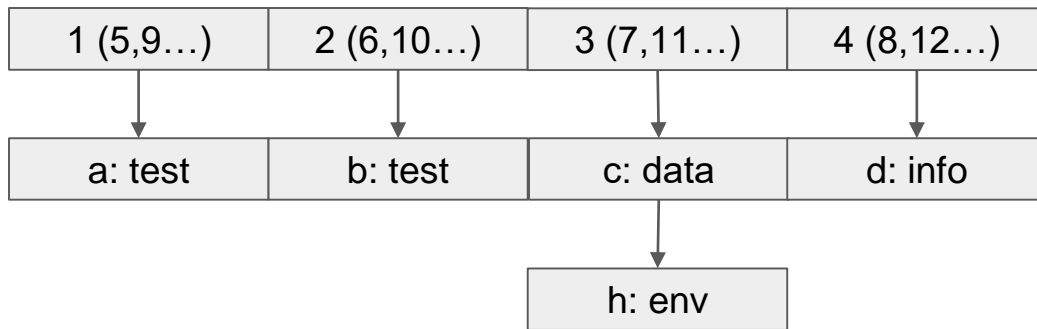 1 (5,9…) 2 (6,10…) 3 (7,11…) 4 (8,12…)
a: test b: test c: data d: info
h: env